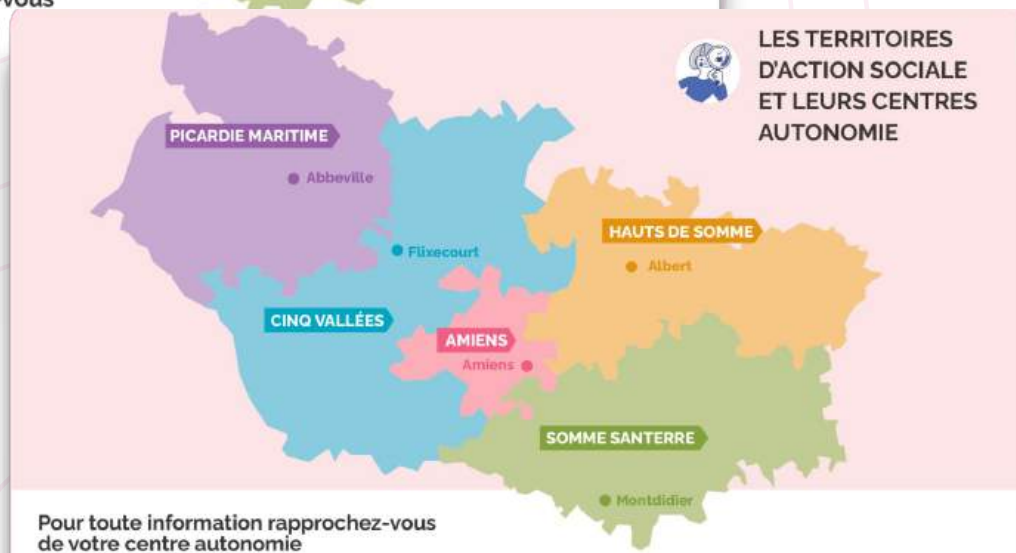 -vous
LES TERRITOIRES
D'ACTION SOCIALE
ET LEURS CENTRES
AUTONOMIE
PICARDIE MARITIME
Abbeville
Flixecourt
HAUTS DE SOMME
Albert
CINQ VALLÉES
AMIENS
Amiens
SOMME SANTERRE
Montdidier
Pour toute information rapprochez-vous
de votre centre autonomie